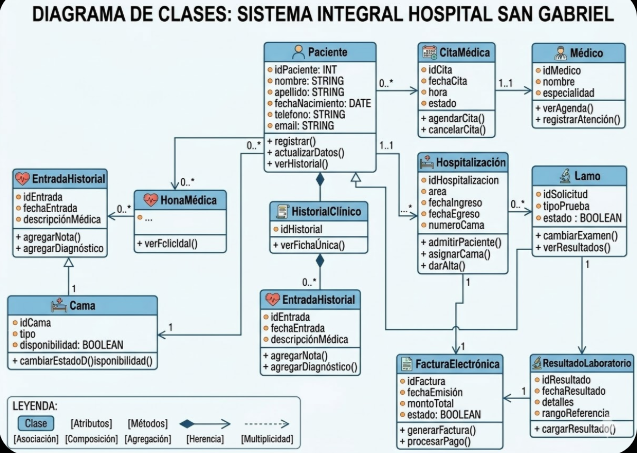 DIAGRAMA DE CLASES: SISTEMA INTEGRAL HOSPITAL SAN GABRIEL
Paciente
idPaciente: INT
nombre: STRING
apellido: STRING
fechaNacimiento: DATE
telefono: STRING
email: STRING
+ registrar()
+ actualizarDatos()
+ verHistorial()
0..*
CitaMédica
idCita
fechaCita
hora
estado
+ agendarCita()
+ cancelarCita()
1..1
Médico
idMedico
nombre
especialidad
+ verAgenda()
+ registrarAtención()
0..*
1..1
Hospitalización
idHospitalizacion
area
fechaIngreso
fechaEgreso
numeroCama
+ admitirPaciente()
+ asignarCama()
+ darAlta()
...*
0..*
Lamo
idSolicitud
tipoPrueba
estado : BOOLEAN
+ cambiarExamen()
+ verResultados()
EntradaHistorial
idEntrada
fechaEntrada
descripciónMédica
+ agregarNota()
+ agregarDiagnóstico
0..*
0..*
HonaMédica
...
+ verFclicIdal()
HistorialClínico
idHistorial
+ verFichaÚnica()
0..*
EntradaHistorial
idEntrada
fechaEntrada
descripciónMédica
+ agregarNota()
+ agregarDiagnóstico()
1
Cama
idCama
tipo
disponibilidad: BOOLEAN
+ cambiarEstadoD()isponibilidad()
1
1
1
FacturaElectrónica
idFactura
fechaEmisión
montoTotal
estado: BOOLEAN
+ generarFactura()
+ procesarPago()
1
ResultadoLaboratorio
idResultado
fechaResultado
detalles
rangoReferencia
+ cargarResultado()
LEYENDA:
Clase [Atributos] [Métodos]
[Asociación] [Composición] [Agregación] [Herencia] [Multiplicidad]